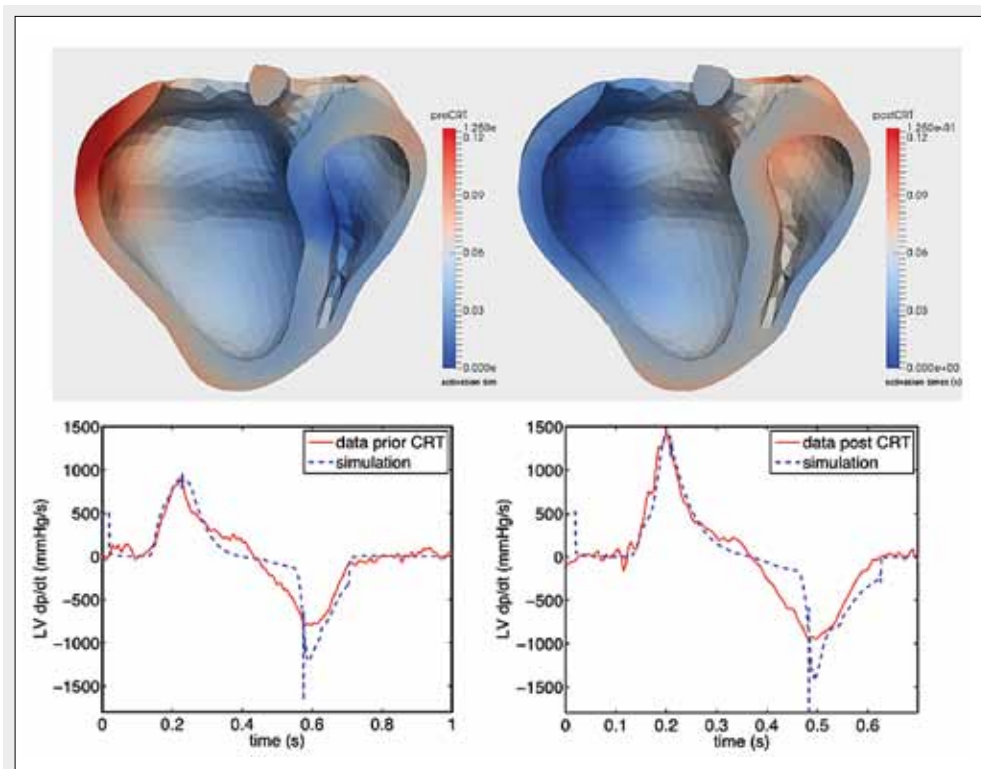 preCRT
1.250e
0.12
0.09
0.06
0.03
0.000e
activation tim
postCRT
1.250e-01
0.12
0.09
0.06
0.03
0.000e+00
activation times (s)
1500
1000
500
0
−500
−1000
−1500
LV dp/dt (mmHg/s)
data prior CRT
simulation
0 0.2 0.4 0.6 0.8 1
time (s)
1500
1000
500
0
−500
−1000
−1500
LV dp/dt (mmHg/s)
data post CRT
simulation
0 0.1 0.2 0.3 0.4 0.5 0.6
time (s)